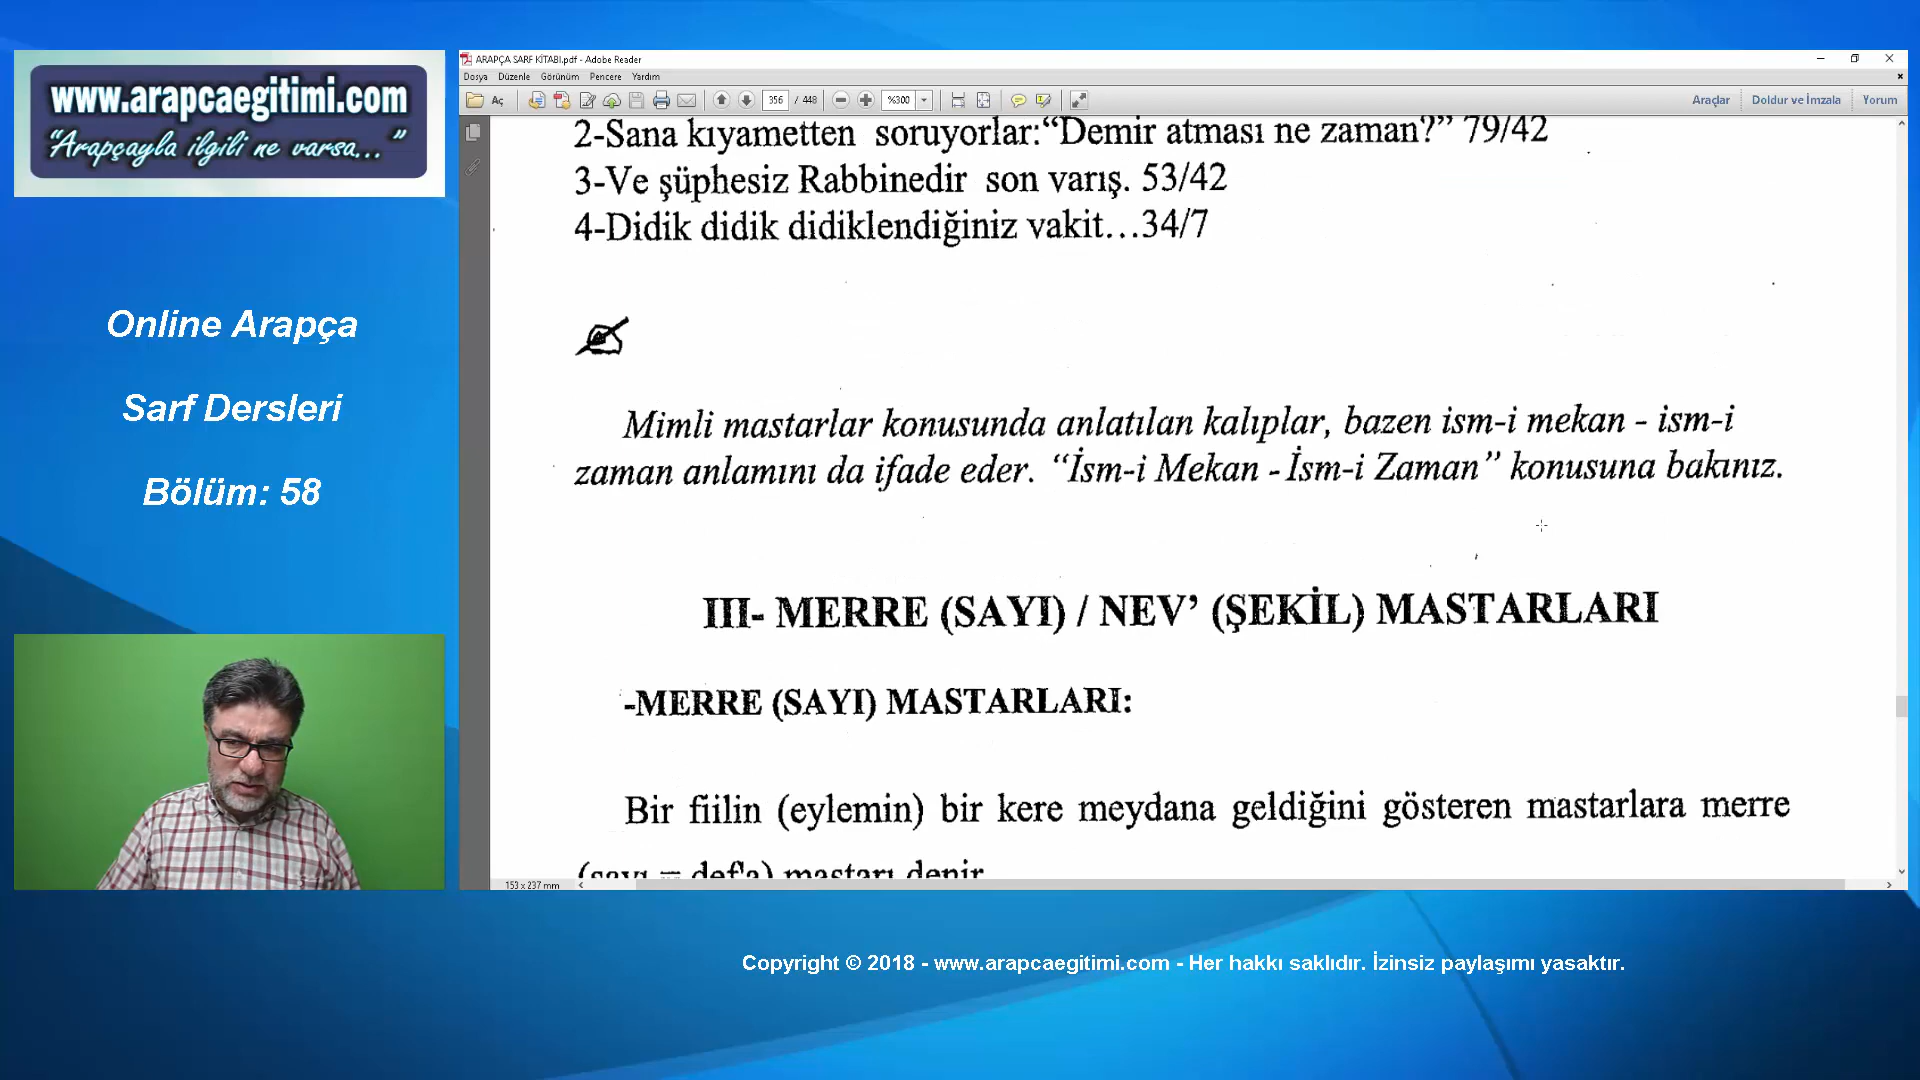 www.arapcaegitimi.com
"Arapçayla ilgili ne varsa..."
Online Arapça
Sarf Dersleri
Bölüm: 58
ARAPÇA SARF KİTABI.pdf - Adobe Reader
Dosya Düzenle Görünüm Pencere Yardım
Aç 356 / 448 %300 Araçlar Doldur ve İmzala Yorum
2-Sana kıyametten soruyorlar:“Demir atması ne zaman?” 79/42
3-Ve şüphesiz Rabbinedir son varış. 53/42
4-Didik didik didiklendiğiniz vakit…34/7
Mimli mastarlar konusunda anlatılan kalıplar, bazen ism-i mekan - ism-i
zaman anlamını da ifade eder. “İsm-i Mekan - İsm-i Zaman” konusuna bakınız.
III- MERRE (SAYI) / NEV’ (ŞEKİL) MASTARLARI
-MERRE (SAYI) MASTARLARI:
Bir fiilin (eylemin) bir kere meydana geldiğini gösteren mastarlara merre
(sayı = def'a) mastarı denir
153 x 237 mm
Copyright © 2018 - www.arapcaegitimi.com - Her hakkı saklıdır. İzinsiz paylaşımı yasaktır.